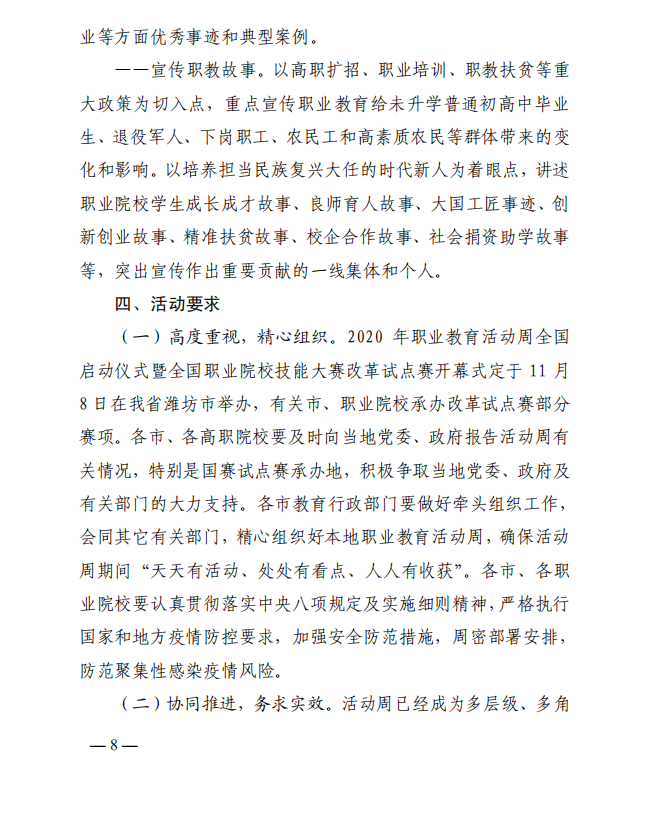 业等方面优秀事迹和典型案例。
——宣传职教故事。以高职扩招、职业培训、职教扶贫等重
大政策为切入点，重点宣传职业教育给未升学普通初高中毕业
生、退役军人、下岗职工、农民工和高素质农民等群体带来的变
化和影响。以培养担当民族复兴大任的时代新人为着眼点，讲述
职业院校学生成长成才故事、良师育人故事、大国工匠事迹、创
新创业故事、精准扶贫故事、校企合作故事、社会捐资助学故事
等，突出宣传作出重要贡献的一线集体和个人。
四、活动要求
（一）高度重视，精心组织。2020 年职业教育活动周全国
启动仪式暨全国职业院校技能大赛改革试点赛开幕式定于 11 月
8 日在我省潍坊市举办，有关市、职业院校承办改革试点赛部分
赛项。各市、各高职院校要及时向当地党委、政府报告活动周有
关情况，特别是国赛试点赛承办地，积极争取当地党委、政府及
有关部门的大力支持。各市教育行政部门要做好牵头组织工作，
会同其它有关部门，精心组织好本地职业教育活动周，确保活动
周期间“天天有活动、处处有看点、人人有收获”。各市、各职
业院校要认真贯彻落实中央八项规定及实施细则精神，严格执行
国家和地方疫情防控要求，加强安全防范措施，周密部署安排，
防范聚集性感染疫情风险。
（二）协同推进，务求实效。活动周已经成为多层级、多角
— 8 —